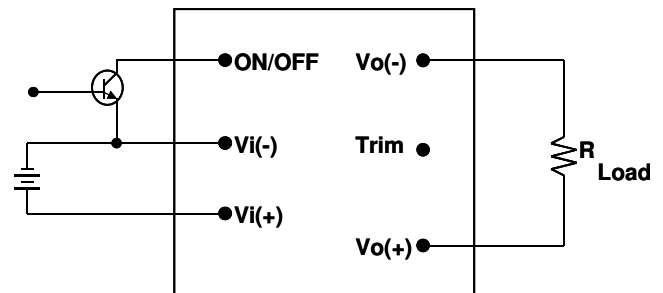 ON/OFF
Vo(-)
Vi(-)
Trim
R
Load
Vi(+)
Vo(+)